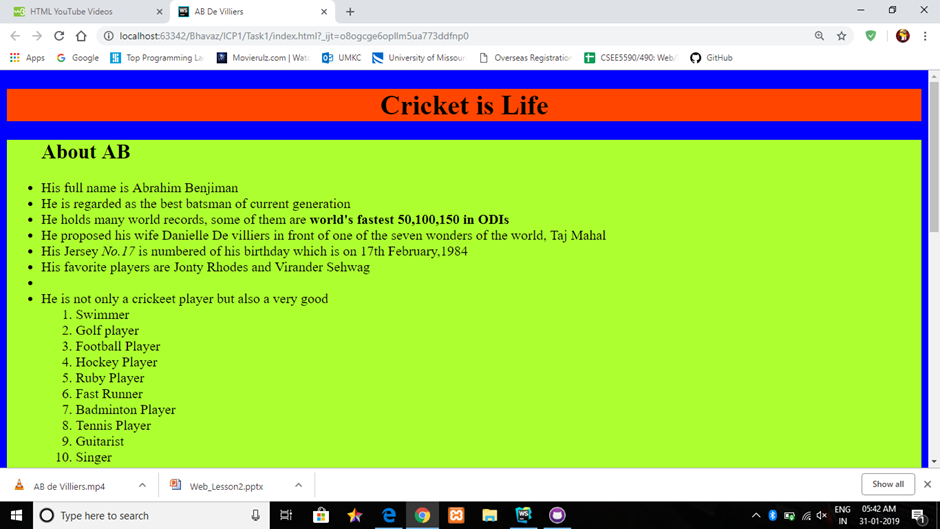 HTML YouTube Videos
AB De Villiers
localhost:63342/Bhavaz/ICP1/Task1/index.html?_ijt=o8ogcge6opllm5ua773ddfnp0
Apps Google Top Programming La Movierulz.com | Wat UMKC University of Missour Overseas Registration CSEE5590/490: Web/ GitHub
Cricket is Life
About AB
• His full name is Abrahim Benjiman
• He is regarded as the best batsman of current generation
• He holds many world records, some of them are world's fastest 50,100,150 in ODIs
• He proposed his wife Danielle De villiers in front of one of the seven wonders of the world, Taj Mahal
• His Jersey No.17 is numbered of his birthday which is on 17th February,1984
• His favorite players are Jonty Rhodes and Virander Sehwag
•
• He is not only a crickeet player but also a very good
1. Swimmer
2. Golf player
3. Football Player
4. Hockey Player
5. Ruby Player
6. Fast Runner
7. Badminton Player
8. Tennis Player
9. Guitarist
10. Singer
AB de Villiers.mp4
Web_Lesson2.pptx
Show all
Type here to search
ENG
IN
05:42 AM
31-01-2019
1